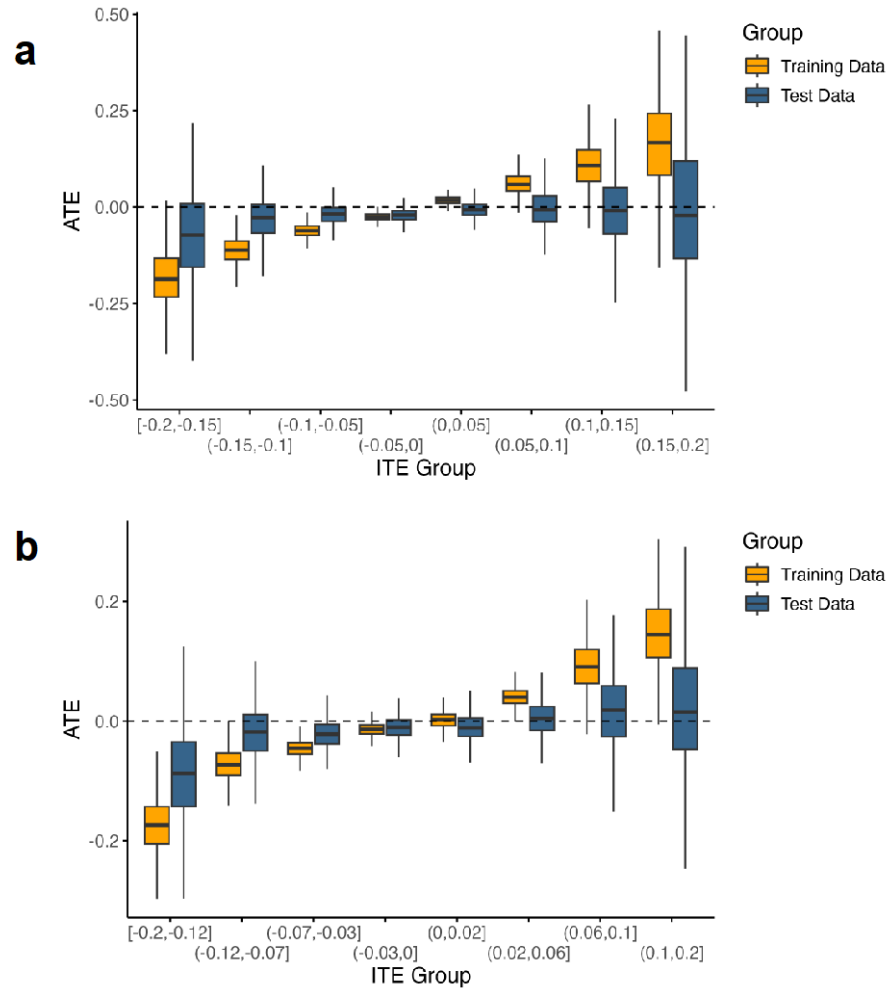 a
0.50
0.25
0.00
-0.25
-0.50
ATE
[-0.2,-0.15]
(-0.1,-0.05]
(0,0.05]
(0.1,0.15]
(-0.15,-0.1]
(-0.05,0]
(0.05,0.1]
(0.15,0.2]
ITE Group
Group
Training Data
Test Data
b
0.2
0.0
-0.2
ATE
[-0.2,-0.12]
(-0.07,-0.03]
(0,0.02]
(0.06,0.1]
(-0.12,-0.07]
(-0.03,0]
(0.02,0.06]
(0.1,0.2]
ITE Group
Group
Training Data
Test Data